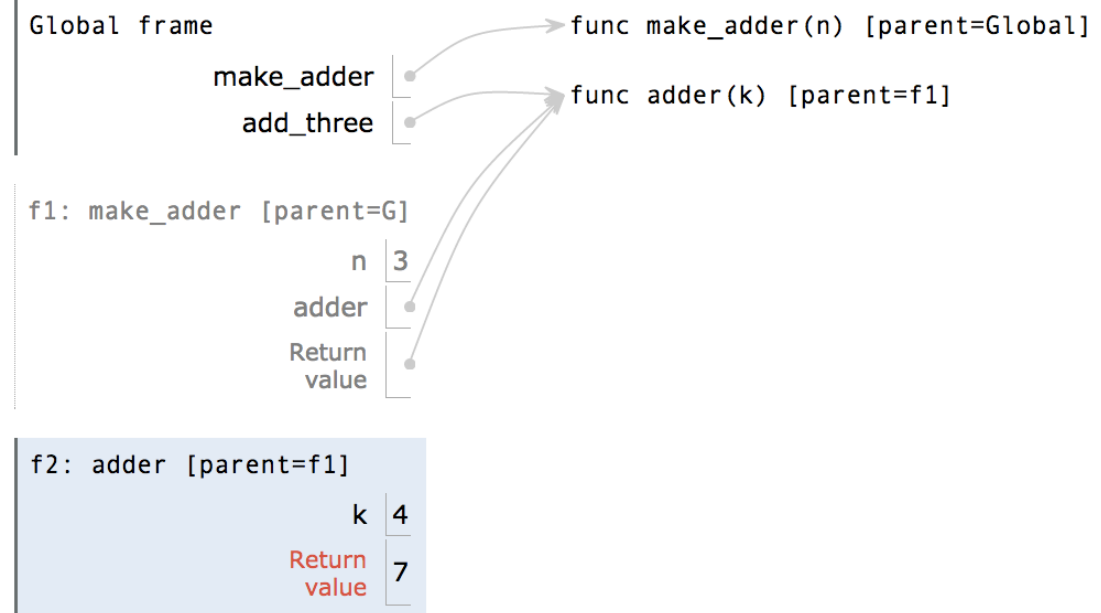 Global frame
func make_adder(n) [parent=Global]
make_adder
func adder(k) [parent=f1]
add_three
f1: make_adder [parent=G]
n 3
adder
Return
value
f2: adder [parent=f1]
k 4
Return
value 7